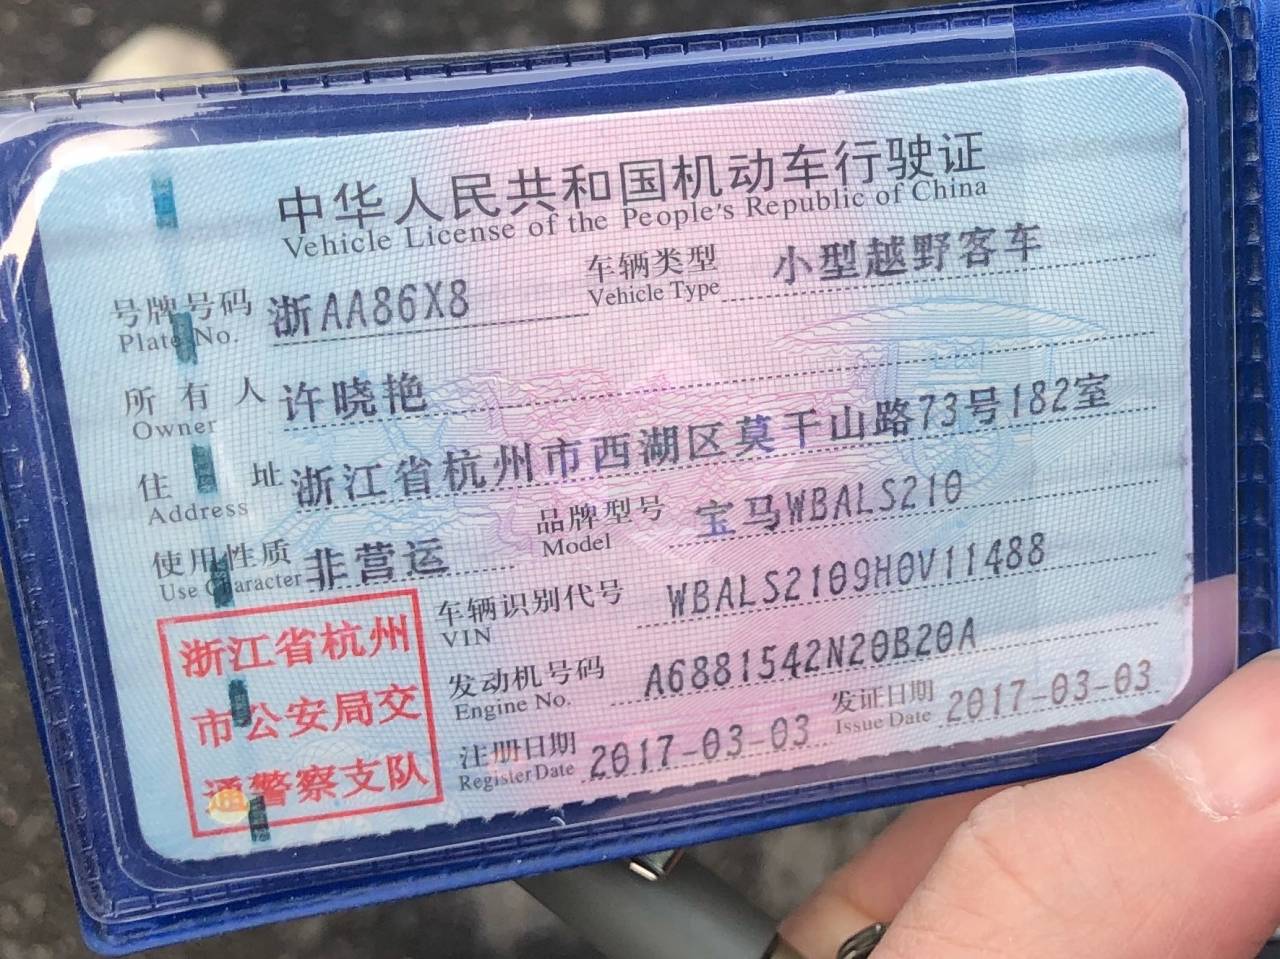 中华人民共和国机动车行驶证
Vehicle License of the People's Republic of China
号牌号码 浙AA86X8 车辆类型 小型越野客车
Plate No. Vehicle Type
所有人 许晓艳
Owner
住址 浙江省杭州市西湖区莫干山路73号182室
Address
使用性质 非营运 品牌型号 宝马WBALS210
Use Character Model
浙江省杭州
市公安局交
通警察支队
车辆识别代号 WBALS2109H0V11488
VIN
发动机号码 A6881542N20B20A
Engine No.
注册日期 2017-03-03 发证日期 2017-03-03
Register Date Issue Date